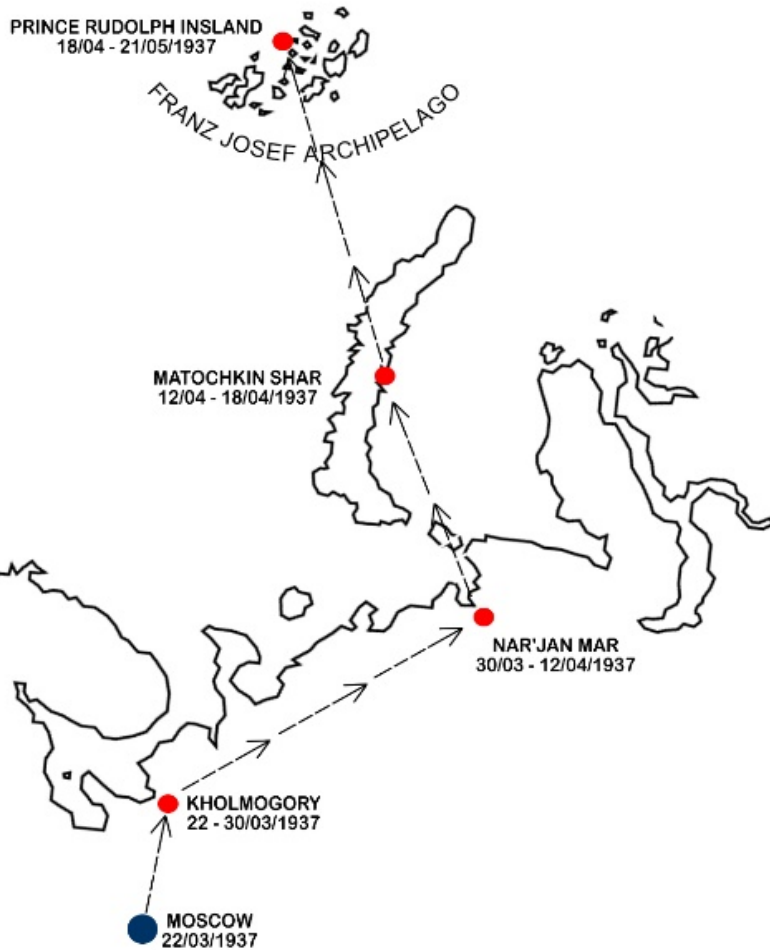 PRINCE RUDOLPH INSLAND
18/04 - 21/05/1937
FRANZ JOSEF ARCHIPELAGO
MATOCHKIN SHAR
12/04 - 18/04/1937
NAR'JAN MAR
30/03 - 12/04/1937
KHOLMOGORY
22 - 30/03/1937
MOSCOW
22/03/1937